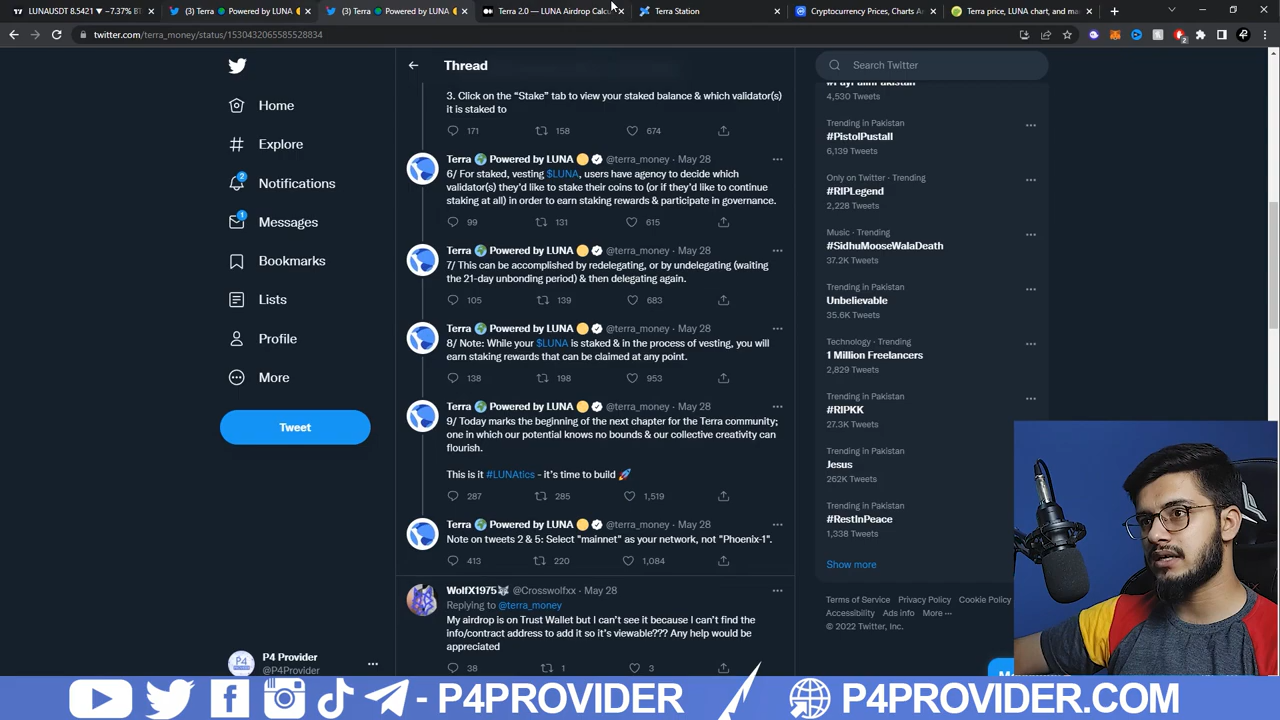 LUNAUSDT 8.5421 ▼ −7.37% B1
(3) Terra 🌍 Powered by LUNA
(3) Terra 🌍 Powered by LUNA
Terra 2.0 — LUNA Airdrop Calcu
Terra Station
Cryptocurrency Prices, Charts A
Terra price, LUNA chart, and ma
twitter.com/terra_money/status/1530432065585528834
Home
Explore
2
Notifications
1
Messages
Bookmarks
Lists
Profile
More
Tweet
P4 Provider
@P4Provider
Thread
3. Click on the “Stake” tab to view your staked balance & which validator(s)
it is staked to
171 158 674
Terra 🌍 Powered by LUNA 🟡 @terra_money · May 28
6/ For staked, vesting $LUNA, users have agency to decide which
validator(s) they’d like to stake their coins to (or if they’d like to continue
staking at all) in order to earn staking rewards & participate in governance.
99 131 615
Terra 🌍 Powered by LUNA 🟡 @terra_money · May 28
7/ This can be accomplished by redelegating, or by undelegating (waiting
the 21-day unbonding period) & then delegating again.
105 139 683
Terra 🌍 Powered by LUNA 🟡 @terra_money · May 28
8/ Note: While your $LUNA is staked & in the process of vesting, you will
earn staking rewards that can be claimed at any point.
138 198 953
Terra 🌍 Powered by LUNA 🟡 @terra_money · May 28
9/ Today marks the beginning of the next chapter for the Terra community;
one in which our potential knows no bounds & our collective creativity can
flourish.
This is it #LUNAtics - it’s time to build 🚀
287 285 1,519
Terra 🌍 Powered by LUNA 🟡 @terra_money · May 28
Note on tweets 2 & 5: Select "mainnet" as your network, not "Phoenix-1".
413 220 1,084
WolfX1975 @Crosswolfxx · May 28
Replying to @terra_money
My airdrop is on Trust Wallet but I can’t see it because I can’t find the
info/contract address to add it so it’s viewable??? Any help would be
appreciated
38 1 3
Search Twitter
4,530 Tweets
Trending in Pakistan
#PistolPustall
6,139 Tweets
Only on Twitter · Trending
#RIPLegend
2,228 Tweets
Music · Trending
#SidhuMooseWalaDeath
37.2K Tweets
Trending in Pakistan
Unbelievable
35.6K Tweets
Technology · Trending
1 Million Freelancers
2,829 Tweets
Trending in Pakistan
#RIPKK
27.3K Tweets
Trending in Pakistan
Jesus
262K Tweets
Trending in Pakistan
#RestInPeace
1,338 Tweets
Show more
Terms of Service Privacy Policy Cookie Policy
Accessibility Ads info More ···
© 2022 Twitter, Inc.
- P4PROVIDER
P4PROVIDER.COM